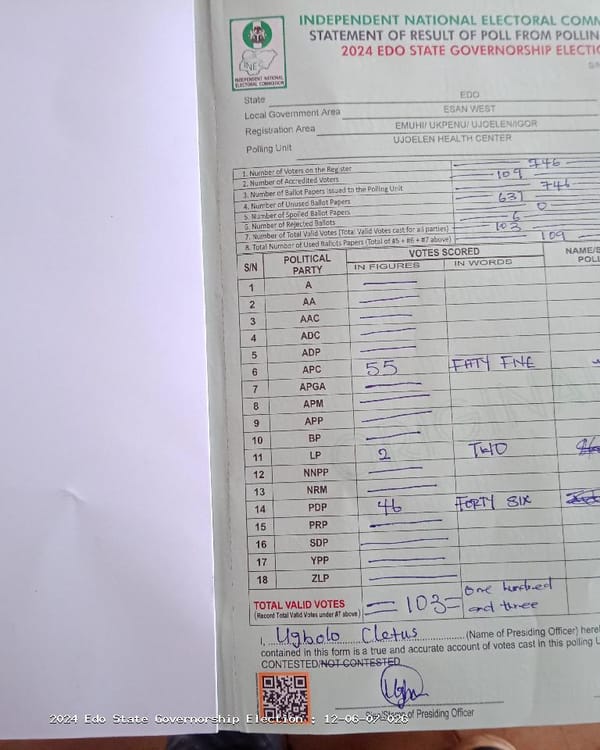 INDEPENDENT NATIONAL ELECTORAL COMM
STATEMENT OF RESULT OF POLL FROM POLLIN
2024 EDO STATE GOVERNORSHIP ELECTIO
INEC
INDEPENDENT NATIONAL
ELECTORAL COMMISSION
State EDO
Local Government Area ESAN WEST
Registration Area EMUHI/ UKPENU/ UJOELEN/IGOR
Polling Unit UJOELEN HEALTH CENTER
1. Number of Voters on the Register 746
2. Number of Accredited Voters 109
3. Number of Ballot Papers Issued to the Polling Unit 746
4. Number of Unused Ballot Papers 637
5. Number of Spoiled Ballot Papers 0
6. Number of Rejected Ballots 6
7. Number of Total Valid Votes (Total Valid Votes cast for all parties) 103
8. Total Number of Used Ballots Papers (Total of #5 + #6 + #7 above) 109
S/N POLITICAL PARTY VOTES SCORED NAME/
IN FIGURES IN WORDS POLL
1 A
2 AA
3 AAC
4 ADC
5 ADP
6 APC 55 FIFTY FIVE
7 APGA
8 APM
9 APP
10 BP
11 LP 2 TWO
12 NNPP
13 NRM
14 PDP 46 FORTY SIX
15 PRP
16 SDP
17 YPP
18 ZLP
TOTAL VALID VOTES = 103 = One hundred
(Record Total Valid Votes under #7 above) and three
I, Ugbolo Cletus (Name of Presiding Officer) here
contained in this form is a true and accurate account of votes cast in this polling U
CONTESTED/NOT CONTESTED
Sign/Stamp of Presiding Officer
2024 Edo State Governorship Election : 12-06-07-026